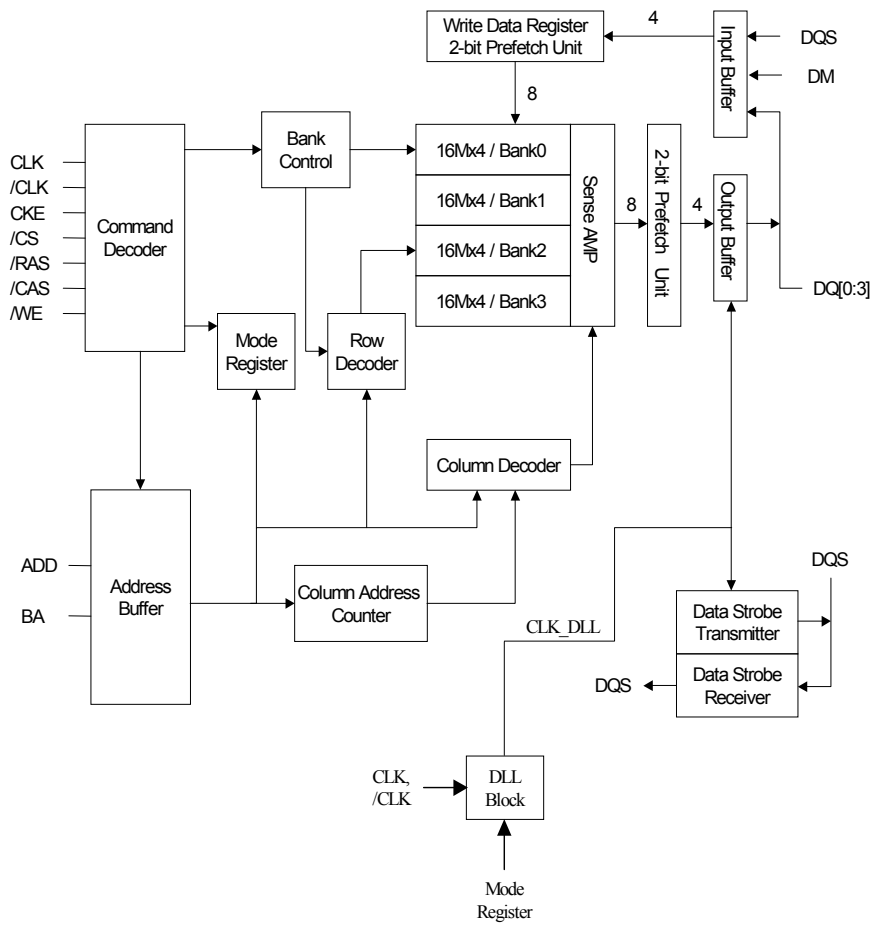 Write Data Register
2-bit Prefetch Unit
4
Input Buffer
DQS
DM
8
Bank
Control
16Mx4 / Bank0
16Mx4 / Bank1
16Mx4 / Bank2
16Mx4 / Bank3
Sense AMP
8
2-bit Prefetch Unit
4
Output Buffer
DQ[0:3]
CLK
/CLK
CKE
/CS
/RAS
/CAS
/WE
Command
Decoder
Mode
Register
Row
Decoder
Column Decoder
ADD
BA
Address
Buffer
Column Address
Counter
CLK_DLL
DQS
Data Strobe
Transmitter
Data Strobe
Receiver
DQS
CLK,
/CLK
DLL
Block
Mode
Register